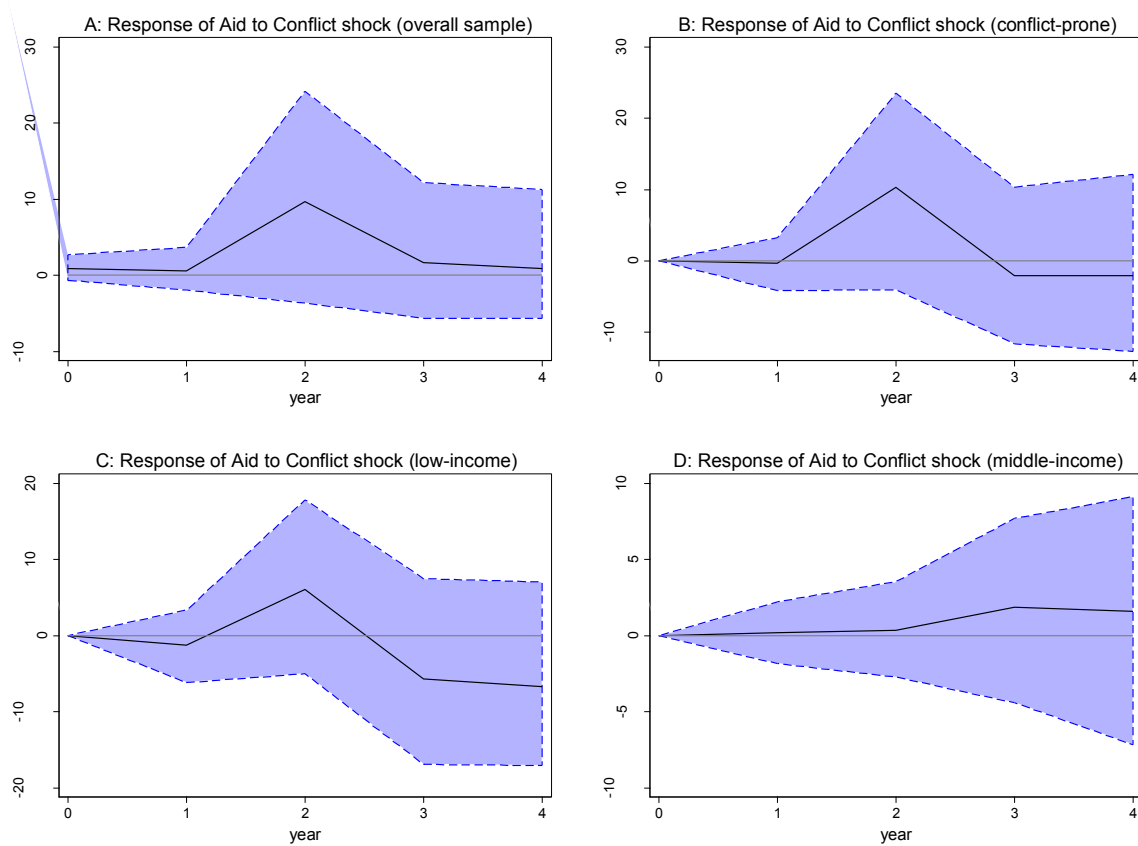 A: Response of Aid to Conflict shock (overall sample)
30
20
10
0
-10
0 1 2 3 4
year
B: Response of Aid to Conflict shock (conflict-prone)
30
20
10
0
-10
0 1 2 3 4
year
C: Response of Aid to Conflict shock (low-income)
20
10
0
-10
-20
0 1 2 3 4
year
D: Response of Aid to Conflict shock (middle-income)
10
5
0
-5
-10
0 1 2 3 4
year